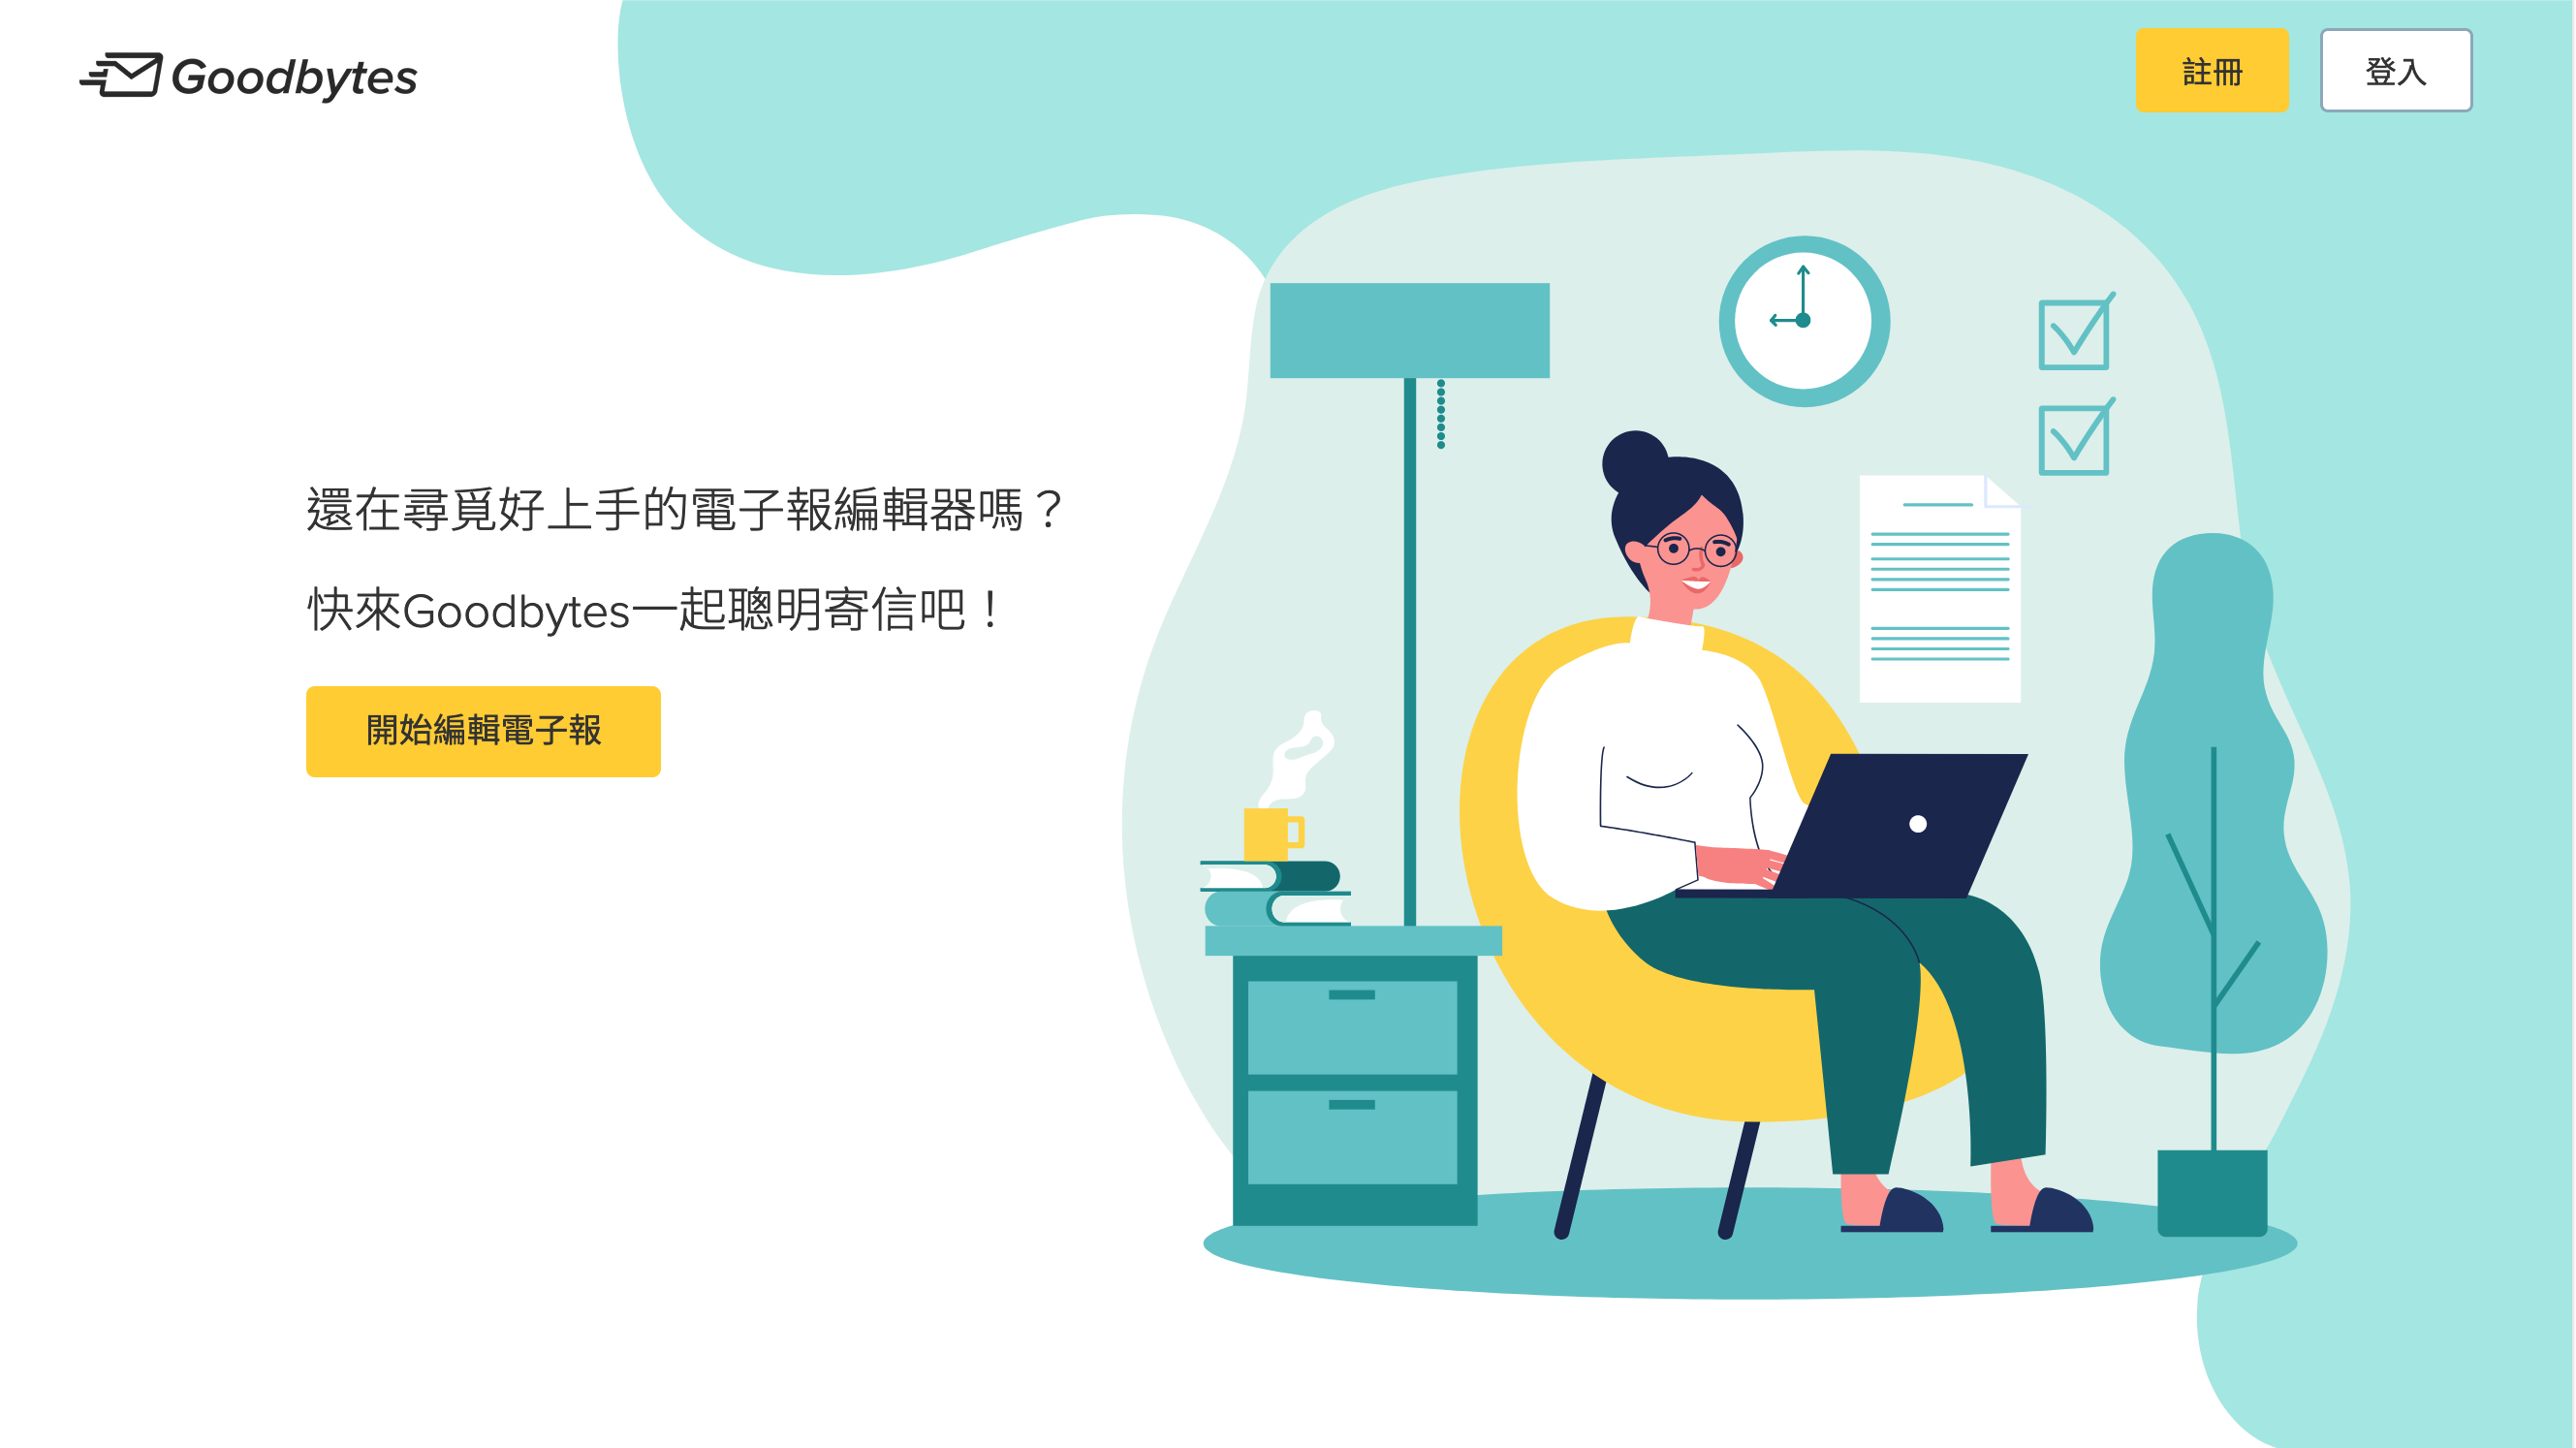 Goodbytes
註冊
登入
還在尋覓好上手的電子報編輯器嗎？
快來Goodbytes一起聰明寄信吧！
開始編輯電子報